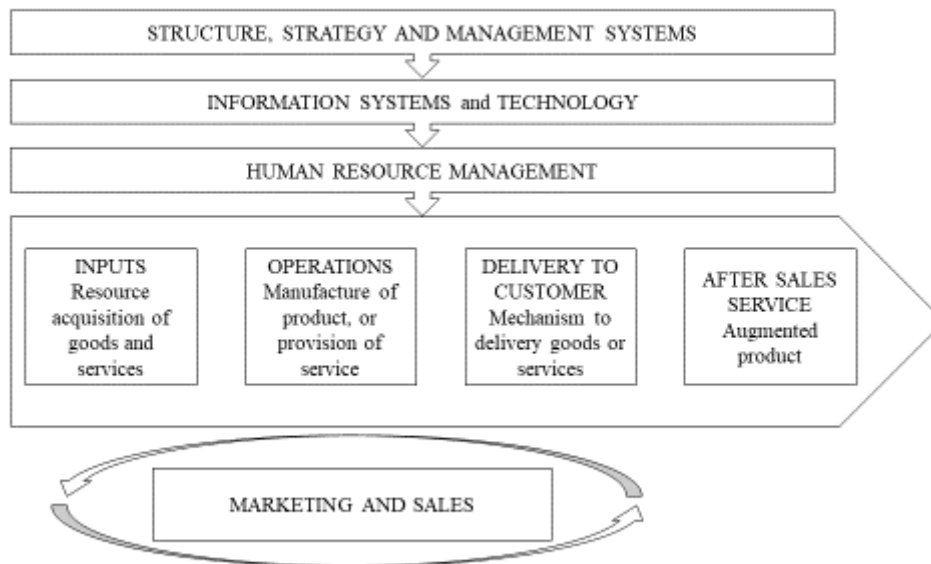 STRUCTURE, STRATEGY AND MANAGEMENT SYSTEMS
INFORMATION SYSTEMS and TECHNOLOGY
HUMAN RESOURCE MANAGEMENT
INPUTS
Resource
acquisition of
goods and
services
OPERATIONS
Manufacture of
product, or
provision of
service
DELIVERY TO
CUSTOMER
Mechanism to
delivery goods or
services
AFTER SALES
SERVICE
Augmented
product
MARKETING AND SALES